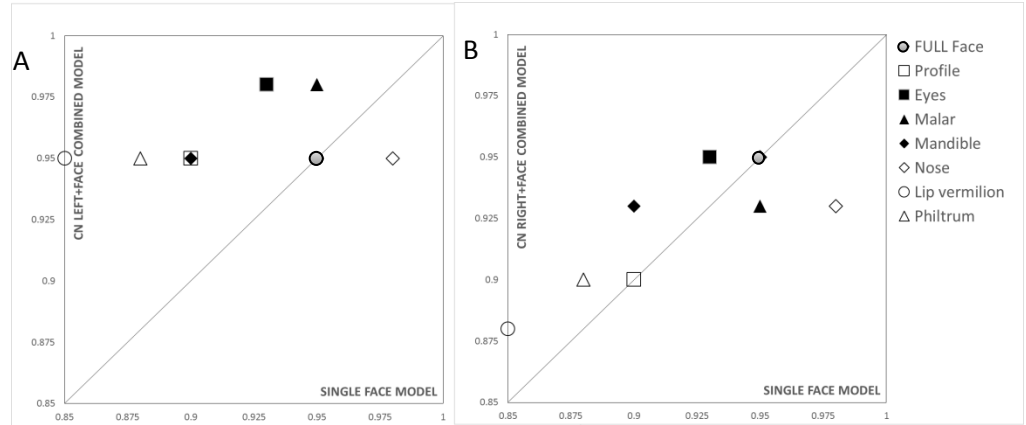 A
CN LEFT+FACE COMBINED MODEL
1
0.975
0.95
0.925
0.9
0.875
0.85
SINGLE FACE MODEL
0.85
0.875
0.9
0.925
0.95
0.975
1
B
CN RIGHT+FACE COMBINED MODEL
1
0.975
0.95
0.925
0.9
0.875
0.85
SINGLE FACE MODEL
0.85
0.875
0.9
0.925
0.95
0.975
1
FULL Face
Profile
Eyes
Malar
Mandible
Nose
Lip vermilion
Philtrum